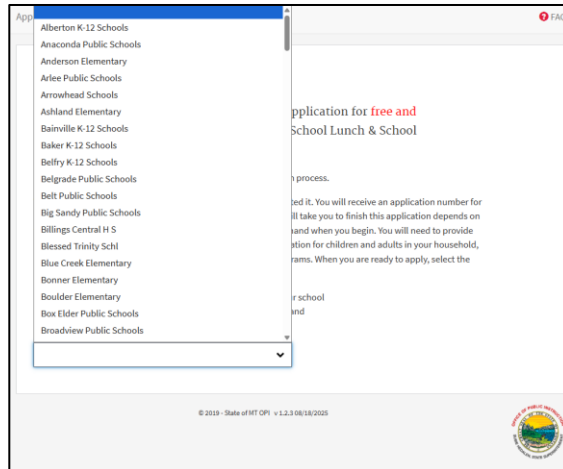 App
FAQ
Alberton K-12 Schools
Anaconda Public Schools
Anderson Elementary
Arlee Public Schools
Arrowhead Schools
Ashland Elementary
Bainville K-12 Schools
Baker K-12 Schools
Belfry K-12 Schools
Belgrade Public Schools
Belt Public Schools
Big Sandy Public Schools
Billings Central H S
Blessed Trinity Schl
Blue Creek Elementary
Bonner Elementary
Boulder Elementary
Box Elder Public Schools
Broadview Public Schools
pplication for free and
School Lunch & School
n process.
ted it. You will receive an application number for
ill take you to finish this application depends on
hand when you begin. You will need to provide
ation for children and adults in your household,
rams. When you are ready to apply, select the
r school
and
© 2019 - State of MT OPI v 1.2.3 08/18/2025
OFFICE OF PUBLIC INSTRUCTION